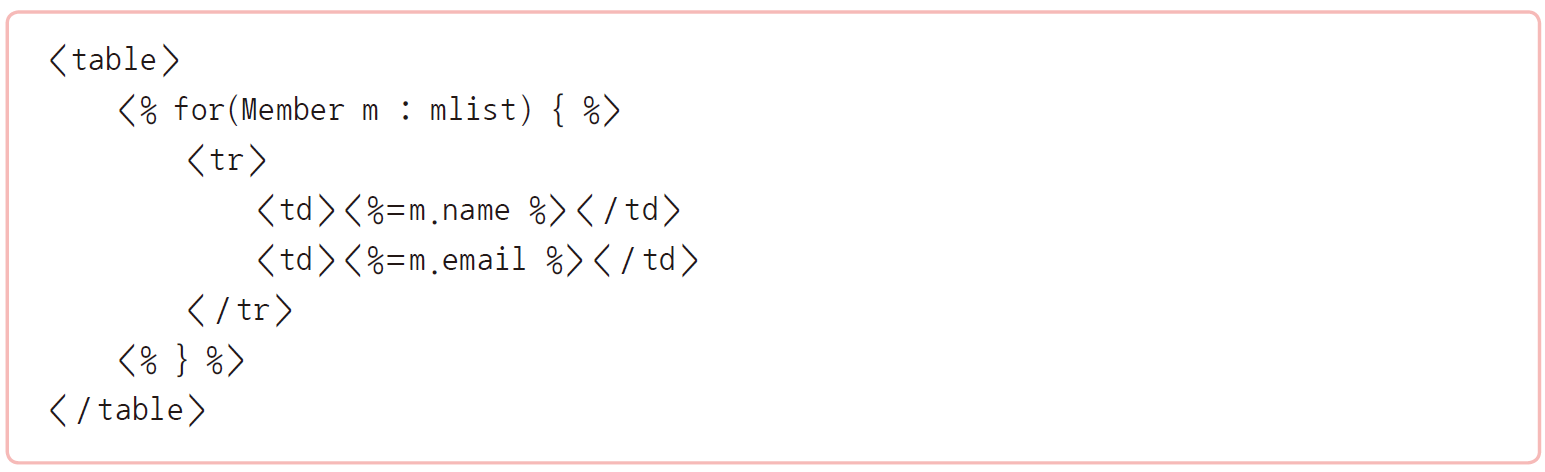 <table>
<% for(Member m : mlist) { %>
<tr>
<td><%=m.name %></td>
<td><%=m.email %></td>
</tr>
<% } %>
</table>